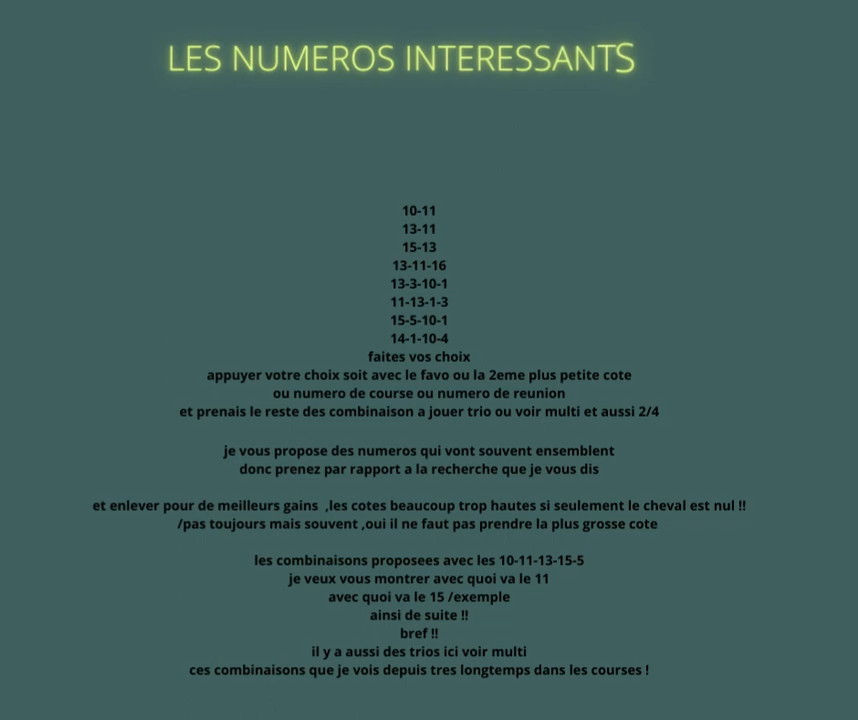 LES NUMEROS INTERESSANTS
10-11
13-11
15-13
13-11-16
13-3-10-1
11-13-1-3
15-5-10-1
14-1-10-4
faites vos choix
appuyer votre choix soit avec le favo ou la 2eme plus petite cote
ou numero de course ou numero de reunion
et prenais le reste des combinaison a jouer trio ou voir multi et aussi 2/4
je vous propose des numeros qui vont souvent ensemblent
donc prenez par rapport a la recherche que je vous dis
et enlever pour de meilleurs gains ,les cotes beaucoup trop hautes si seulement le cheval est nul !!
/pas toujours mais souvent ,oui il ne faut pas prendre la plus grosse cote
les combinaisons proposees avec les 10-11-13-15-5
je veux vous montrer avec quoi va le 11
avec quoi va le 15 /exemple
ainsi de suite !!
bref !!
il y a aussi des trios ici voir multi
ces combinaisons que je vois depuis tres longtemps dans les courses !